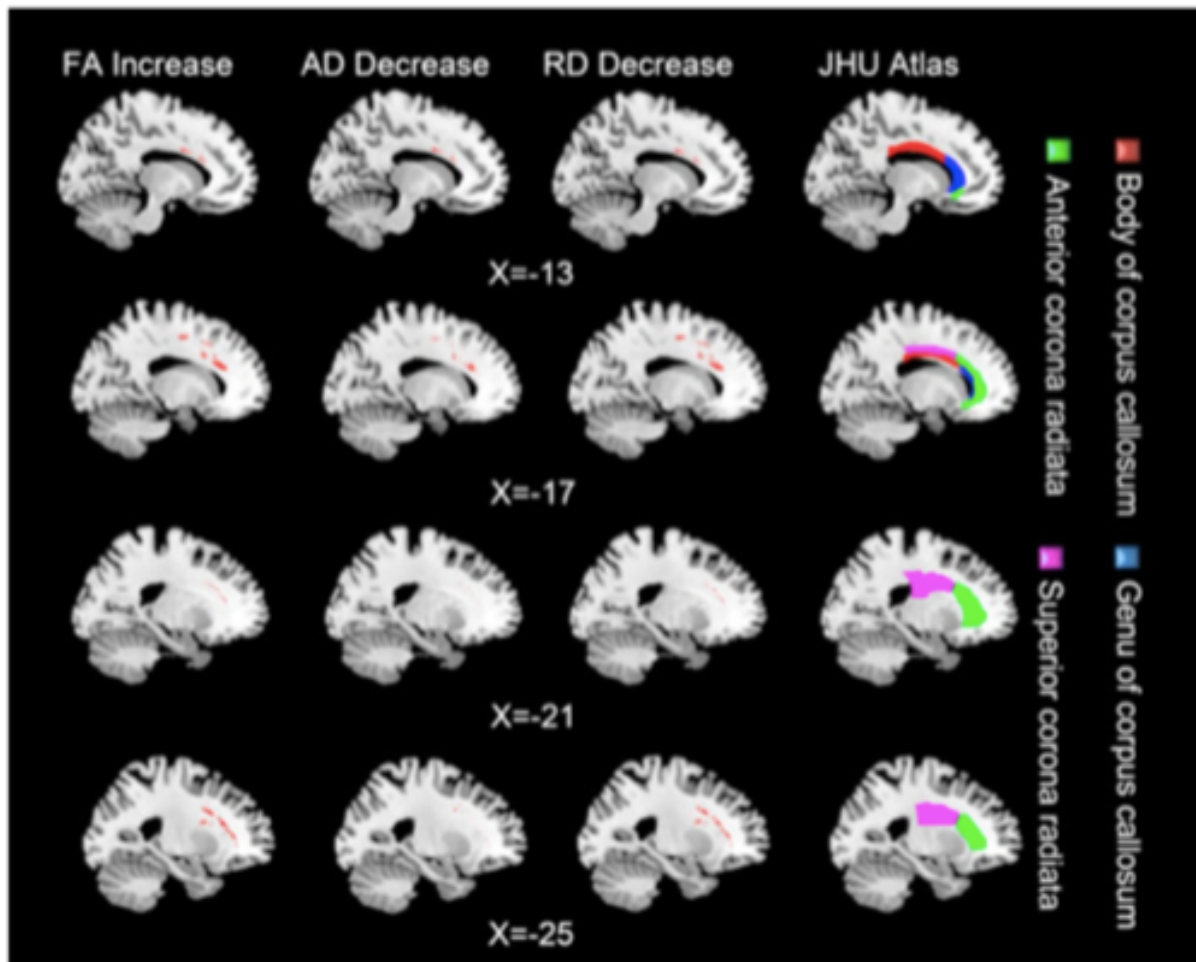 FA Increase
AD Decrease
RD Decrease
JHU Atlas
X=-13
X=-17
X=-21
X=-25
Body of corpus callosum
Genu of corpus callosum
Anterior corona radiata
Superior corona radiata